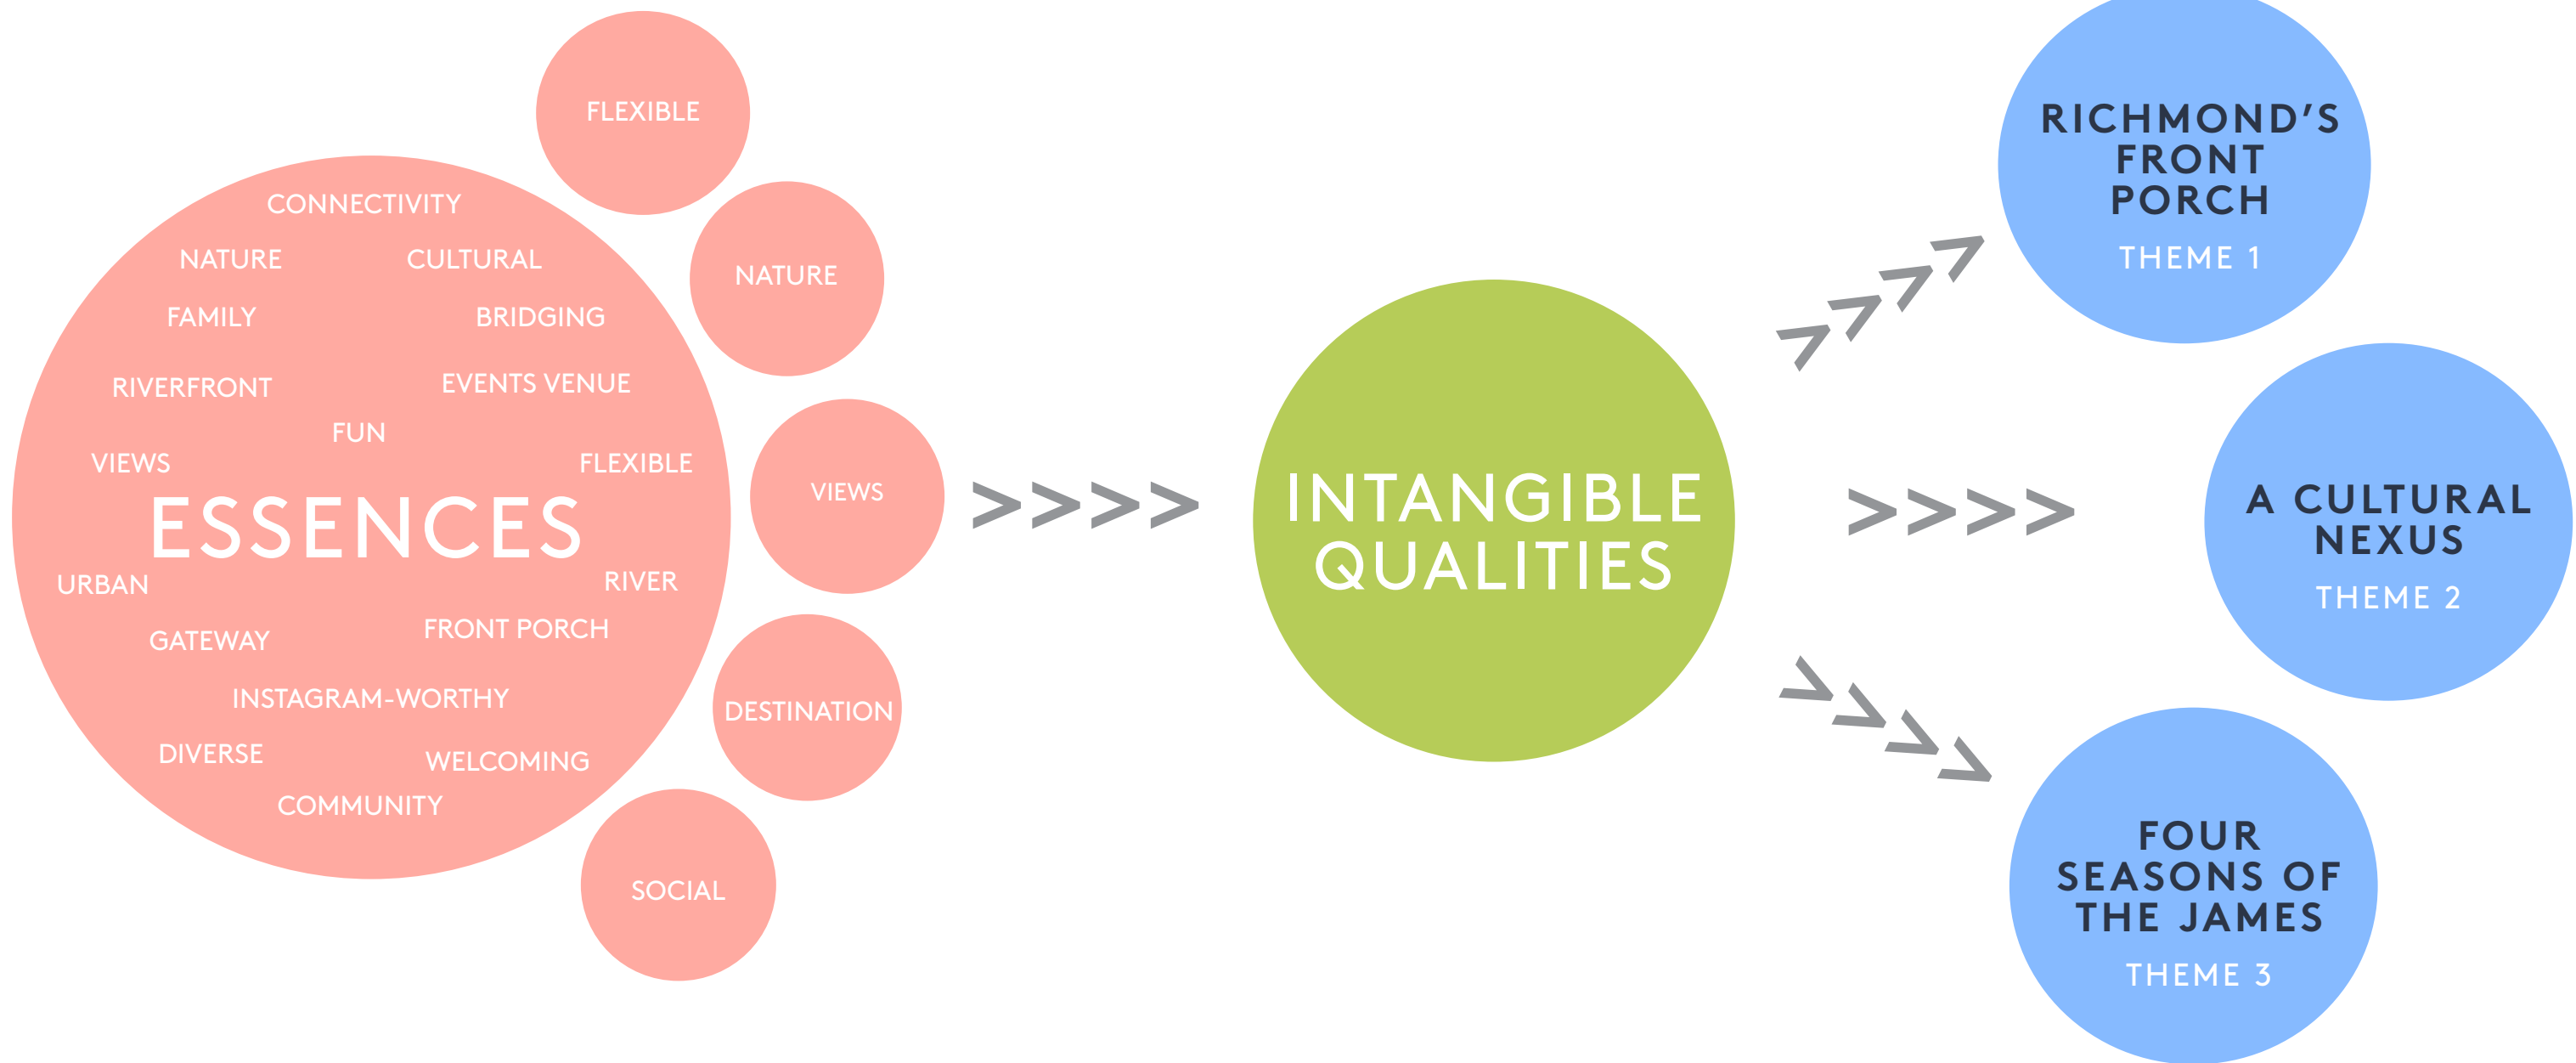 CONNECTIVITY
NATURE
CULTURAL
FAMILY
BRIDGING
RIVERFRONT
EVENTS VENUE
FUN
VIEWS
FLEXIBLE
ESSENCES
URBAN
RIVER
GATEWAY
FRONT PORCH
INSTAGRAM-WORTHY
DIVERSE
WELCOMING
COMMUNITY
FLEXIBLE
NATURE
VIEWS
DESTINATION
SOCIAL
>>>>
INTANGIBLE
QUALITIES
>>>>
>>>>
>>>>
RICHMOND'S
FRONT
PORCH
THEME 1
A CULTURAL
NEXUS
THEME 2
FOUR
SEASONS OF
THE JAMES
THEME 3